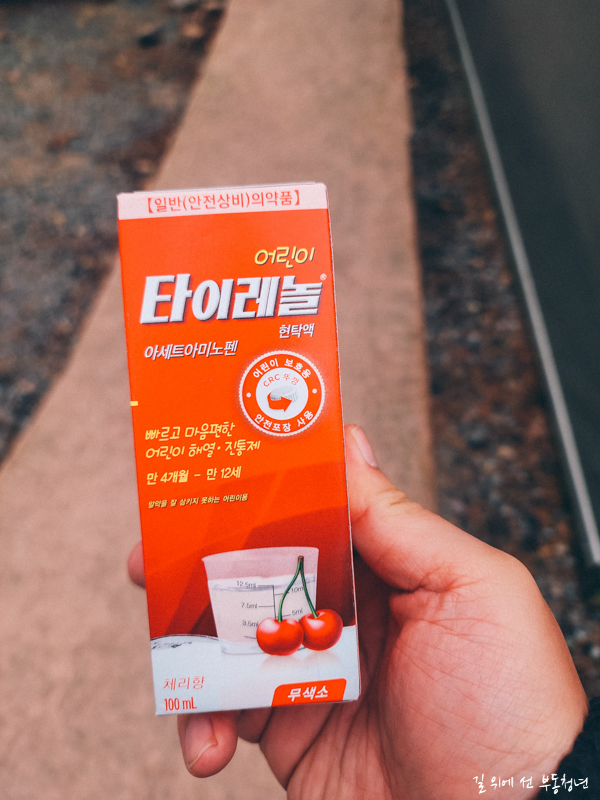 【일반(안전상비)의약품】
어린이
타이레놀®
현탁액
아세트아미노펜
어린이 보호용
CRC 뚜껑
안전포장 사용
빠르고 마음편한
어린이 해열·진통제
만 4개월 – 만 12세
알약을 잘 삼키지 못하는 어린이용
12.5ml
10ml
7.5ml
5ml
체리향
100 mL
무색소
길 위에 선 부동청년